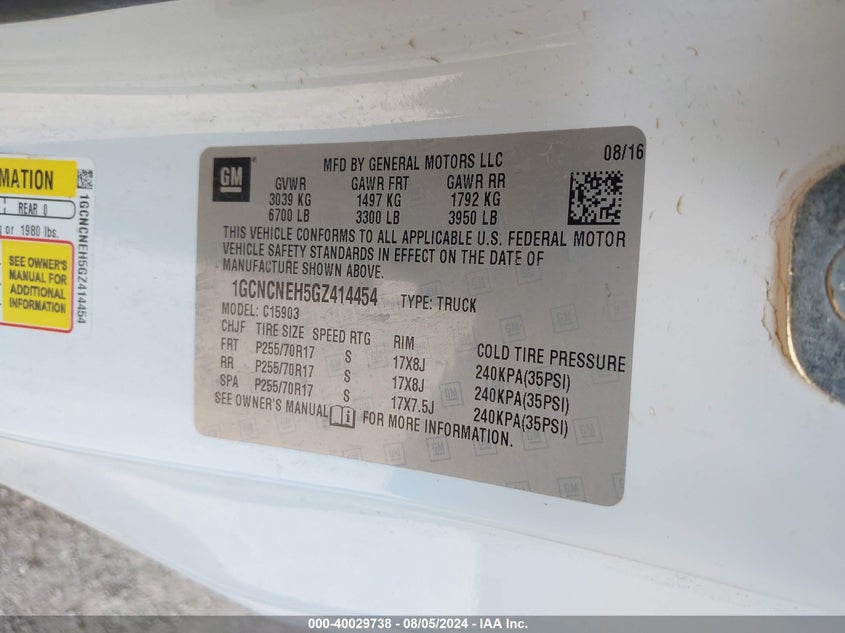 MATION
REAR 0
or 1980 lbs.
SEE OWNER'S
MANUAL FOR
ADDITIONAL
INFORMATION
1GCNCNEH5GZ414454
GM
MFD BY GENERAL MOTORS LLC 08/16
GVWR GAWR FRT GAWR RR
3039 KG 1497 KG 1792 KG
6700 LB 3300 LB 3950 LB
THIS VEHICLE CONFORMS TO ALL APPLICABLE U.S. FEDERAL MOTOR
VEHICLE SAFETY STANDARDS IN EFFECT ON THE DATE OF
MANUFACTURE SHOWN ABOVE.
1GCNCNEH5GZ414454 TYPE: TRUCK
MODEL: C15903
CHJF TIRE SIZE SPEED RTG RIM COLD TIRE PRESSURE
FRT P255/70R17 S 17X8J 240KPA(35PSI)
RR P255/70R17 S 17X8J 240KPA(35PSI)
SPA P255/70R17 S 17X7.5J 240KPA(35PSI)
SEE OWNER'S MANUAL i FOR MORE INFORMATION.
000-40029738 - 08/05/2024 - IAA Inc.